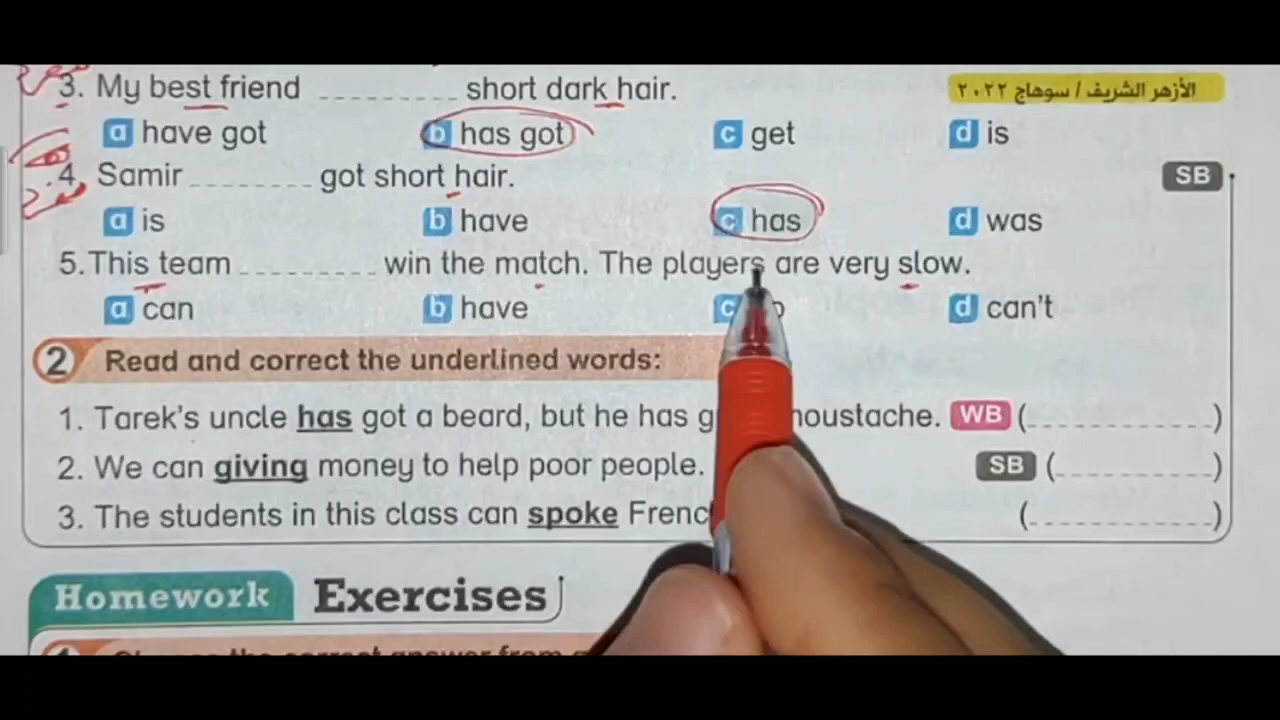 3. My best friend _ _ _ _ _ _ _ _ _ short dark hair. الأزهر الشريف / سوهاج ٢٠٢٢
a have got b has got c get d is
4. Samir _ _ _ _ _ _ _ _ got short hair. SB
a is b have c has d was
5. This team _ _ _ _ _ _ _ _ _ win the match. The players are very slow.
a can b have c d can't
2 Read and correct the underlined words:
1. Tarek's uncle has got a beard, but he has moustache. WB (_ _ _ _ _ _ _ _ _ _ _ _)
2. We can giving money to help poor people. SB (_ _ _ _ _ _ _ _ _ _)
3. The students in this class can spoke (_ _ _ _ _ _ _ _ _ _ _ _)
Homework Exercises